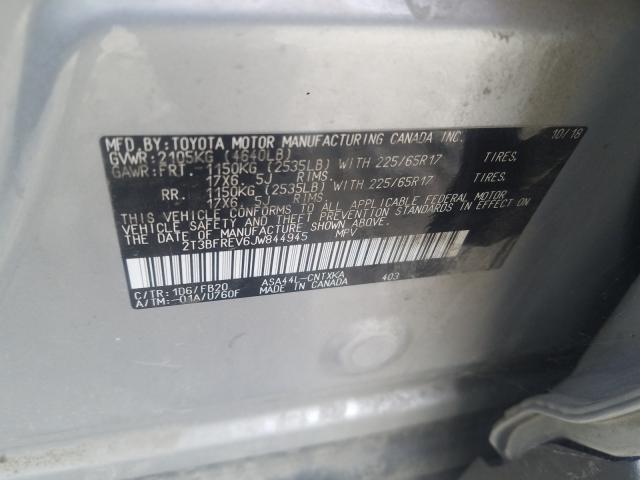 MFD.BY:TOYOTA MOTOR MANUFACTURING CANADA INC. 10/18
GVWR:2105KG (4640LB)
GAWR:FRT - 1150KG (2535LB) WITH 225/65R17 TIRES.
17X6. 5J RIMS
RR. 1150KG (2535LB) WITH 225/65R17 TIRES.
17X6. 5J RIMS.
THIS VEHICLE CONFORMS TO ALL APPLICABLE FEDERAL MOTOR
VEHICLE SAFETY AND THEFT PREVENTION STANDARDS IN EFFECT ON
THE DATE OF MANUFACTURE SHOWN ABOVE.
2T3BFREV6JW844945 MPV
C/TR:1D6/FB20 ASA44L-CNTXKA 403
A/TM:-01A/U760F MADE IN CANADA